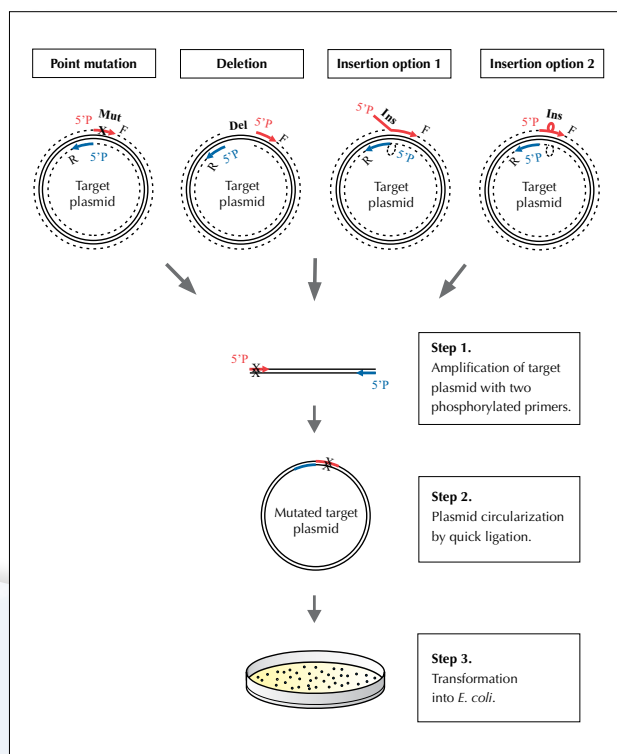 Point mutation
Deletion
Insertion option 1
Insertion option 2
5'P
Mut
X
F
R
5'P
Target
plasmid
Del
5'P
F
R
5'P
Target
plasmid
5'P
Ins
F
R
5'P
Target
plasmid
5'P
Ins
F
R
5'P
Target
plasmid
5'P
X
X
5'P
Step 1.
Amplification of target
plasmid with two
phosphorylated primers.
X
X
Mutated target
plasmid
Step 2.
Plasmid circularization
by quick ligation.
Step 3.
Transformation
into E. coli.